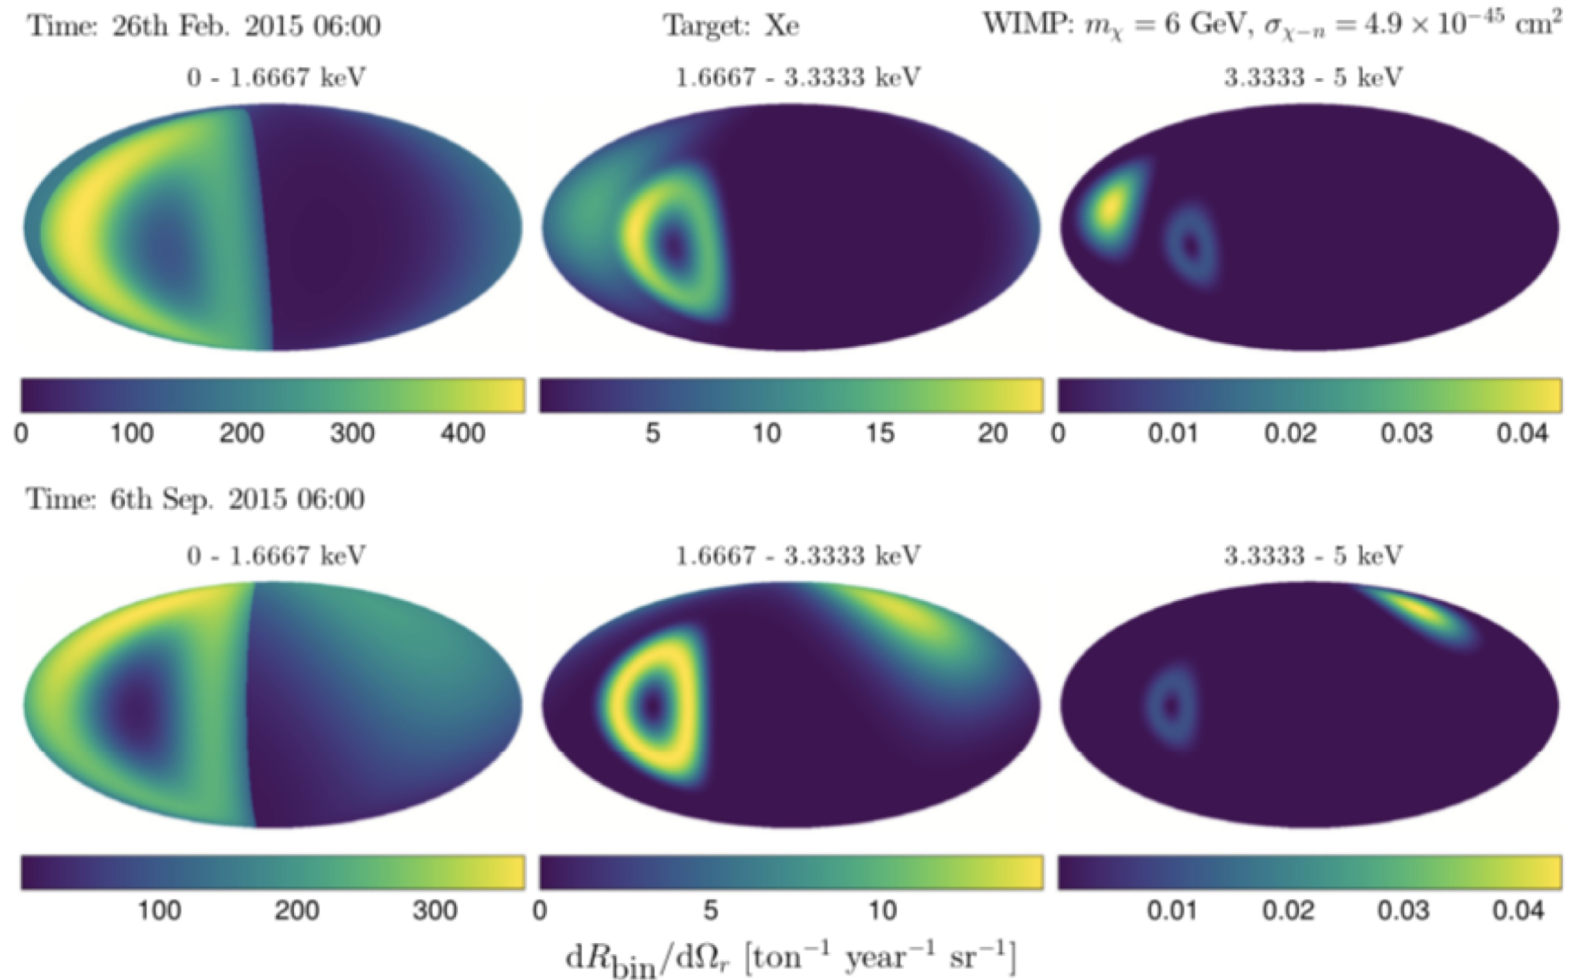 Time: 26th Feb. 2015 06:00 Target: Xe WIMP: mχ = 6 GeV, σχ−n = 4.9 × 10⁻⁴⁵ cm²
0 - 1.6667 keV 1.6667 - 3.3333 keV 3.3333 - 5 keV
0 100 200 300 400 5 10 15 20 0 0.01 0.02 0.03 0.04
Time: 6th Sep. 2015 06:00
0 - 1.6667 keV 1.6667 - 3.3333 keV 3.3333 - 5 keV
100 200 300 0 5 10 0.01 0.02 0.03 0.04
dRbin/dΩr [ton⁻¹ year⁻¹ sr⁻¹]